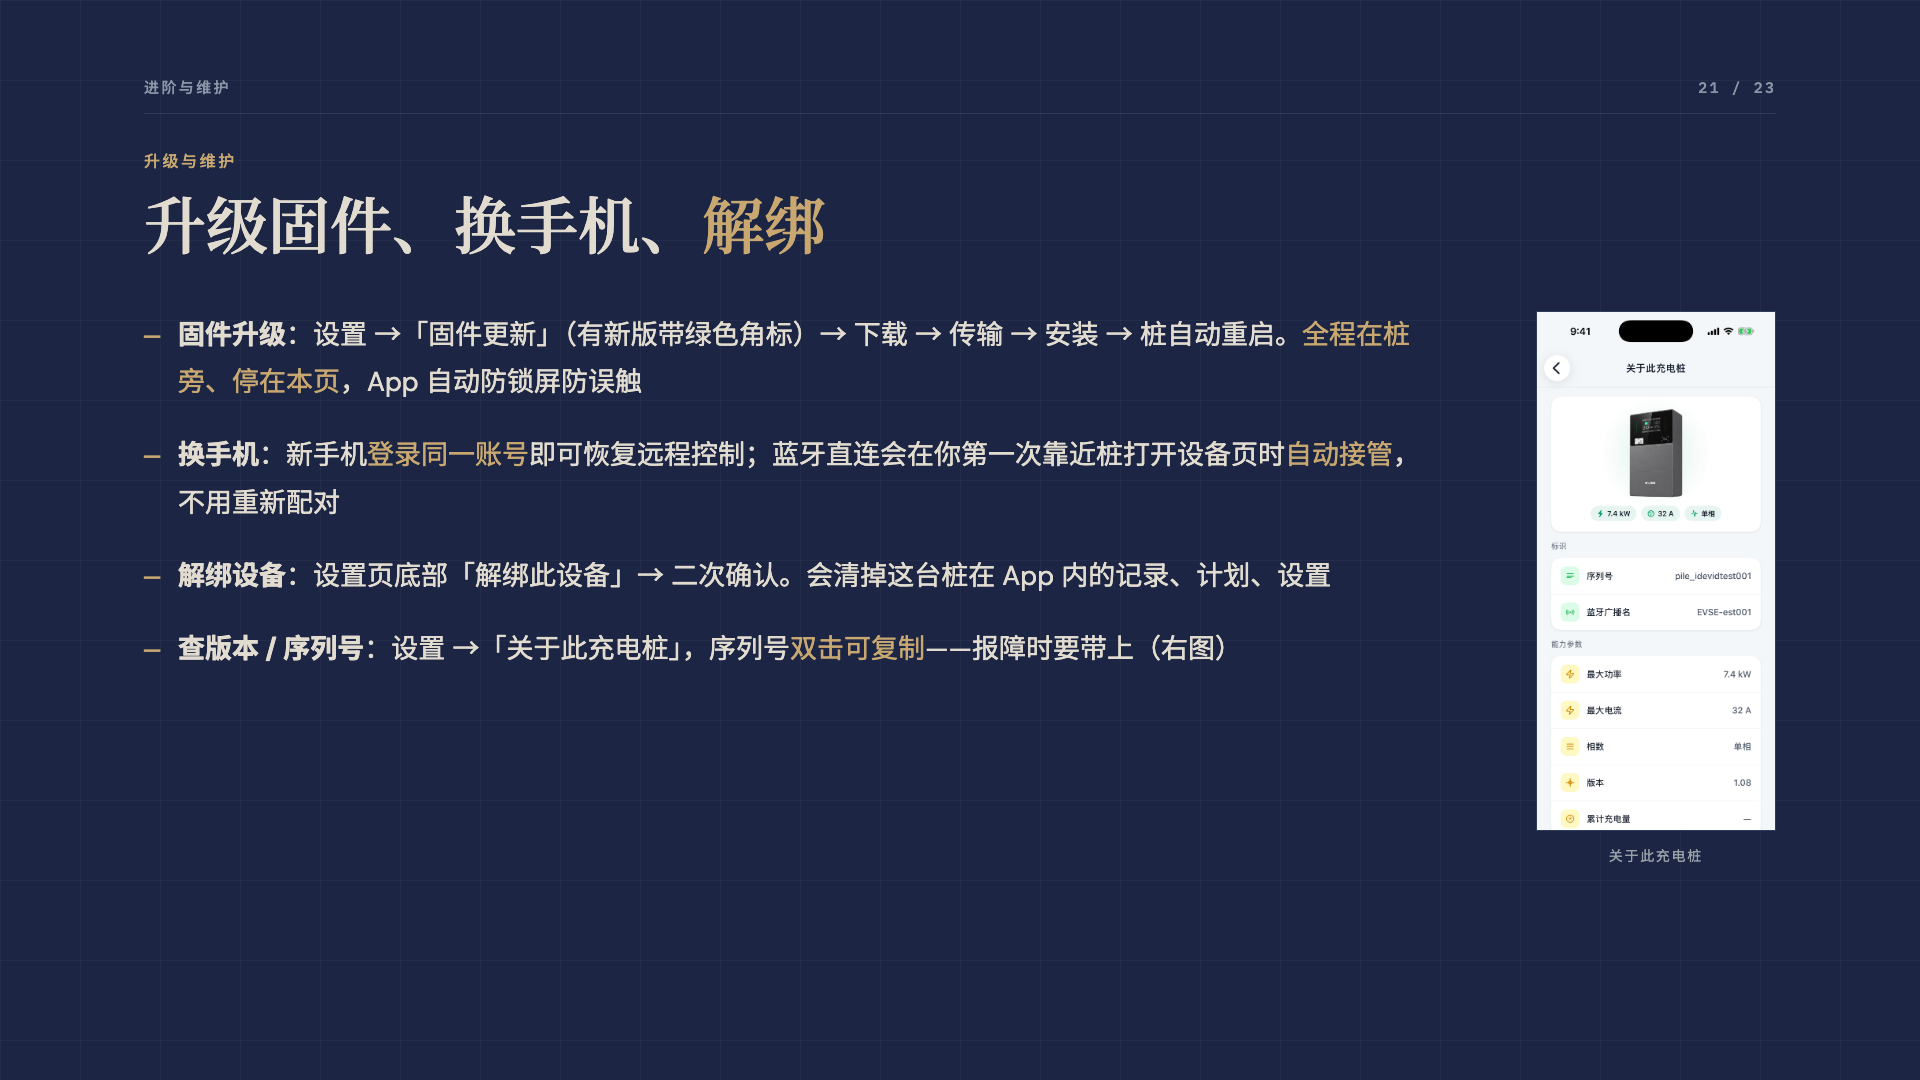 进阶与维护
21 / 23
升级与维护
升级固件、换手机、解绑
– 固件升级：设置 →「固件更新」（有新版带绿色角标）→ 下载 → 传输 → 安装 → 桩自动重启。全程在桩
旁、停在本页，App 自动防锁屏防误触
– 换手机：新手机登录同一账号即可恢复远程控制；蓝牙直连会在你第一次靠近桩打开设备页时自动接管，
不用重新配对
– 解绑设备：设置页底部「解绑此设备」→ 二次确认。会清掉这台桩在 App 内的记录、计划、设置
– 查版本 / 序列号：设置 →「关于此充电桩」，序列号双击可复制——报障时要带上（右图）
9:41
关于此充电桩
7.4 kW 32 A 单相
标识
序列号 pile_idevidtest001
蓝牙广播名 EVSE-est001
能力参数
最大功率 7.4 kW
最大电流 32 A
相数 单相
版本 1.08
累计充电量 —
关于此充电桩